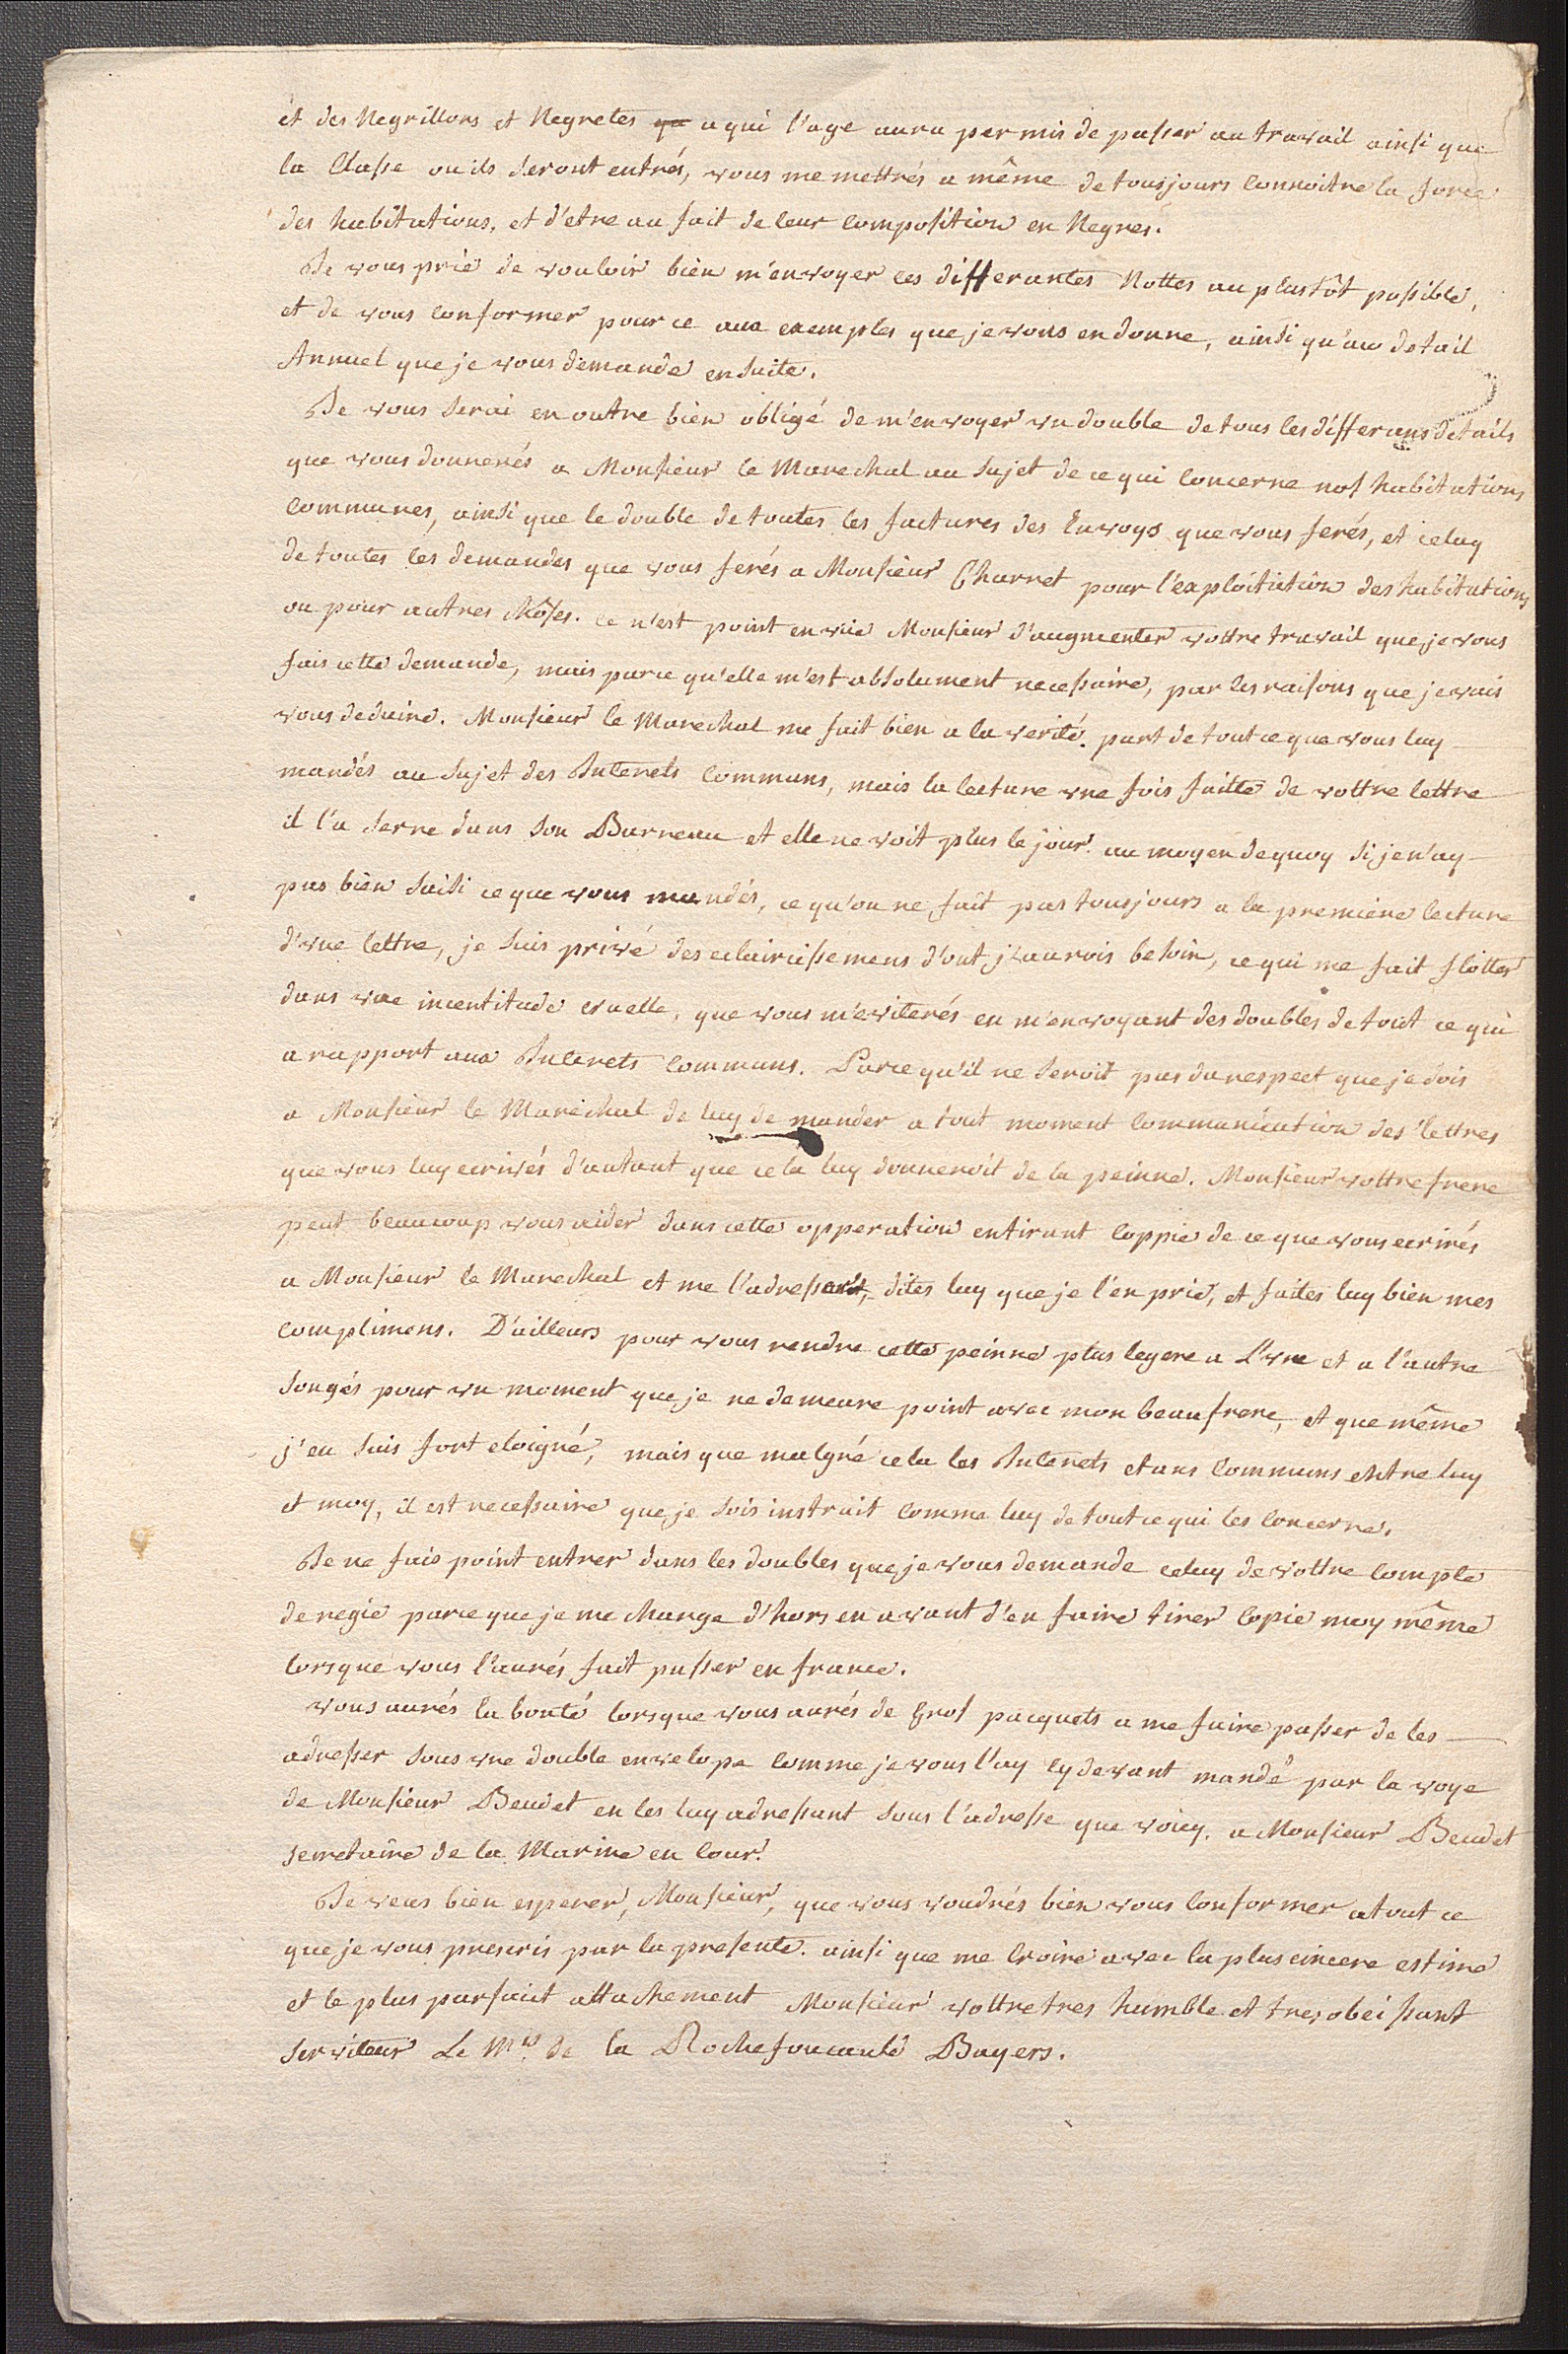 et des Negrillons et Negretes qu a qui l'age aura permis de passer au travail ainsi que
la Classe ou ils seront entrés, vous me mettrés a même de tousjours connoitre la force
des habitations, et d'etre au fait de leur composition en Negres.
Je vous prie de vouloir bien m'envoyer ces differantes Nottes au plustôt possible,
et de vous conformer pour ce aux exemples que je vous en donne, ainsi qu'au detail
Annuel que je vous demande ensuite.
Je vous serai en outre bien obligé de m'envoyer un double de tous les differans details
que vous donnerés a Monsieur le Marechal au sujet de ce qui concerne nos habitations
communes, ainsi que le double de toutes les factures des Envoys que vous ferés, et celuy
de toutes les demandes que vous ferés a Monsieur Charret pour l'exploitation des habitations
ou pour autres choses. ce n'est point en vüe Monsieur d'augmenter vottre travail que je vous
fais cette demande, mais parce qu'elle m'est absolument necessaire, par les raisons que je vais
vous deduire. Monsieur le Marechal me fait bien a la verité part de tout ce que vous luy
mandés au sujet des Interets communs, mais la lecture une fois faitte de vottre lettre
il l'a serre dans son Burreau et elle ne voit plus le jour. au moyen de quoy si je n'ay
pas bien saisi ce que vous mandés, ce qu'on ne fait pas tousjours a la premiere lecture
d'une lettre, je suis privé des eclaircissemens d'ont j'aurois besoin, ce qui me fait flotter
dans une incertitude cruelle, que vous m'eviterés en m'envoyant des doubles de tout ce qui
a rapport aux Interets communs. Parce qu'il ne seroit pas du respect que je dois
a Monsieur le Marechal de luy demander a tout moment communication des lettres
que vous luy ecrivés d'autant que cela luy donneroit de la peinne. Monsieur vottre frere
peut beaucoup vous aider dans cette opperation en tirant coppie de ce que vous ecrirés
a Monsieur le Marechal et me l'adressant, dites luy que je l'en prie, et faites luy bien mes
complimens. D'ailleurs pour vous rendre cette peinne plus legere a L'une et a l'autre
songés pour un moment que je ne demeure point avec mon beaufrere, et que même
j'en suis fort eloigné, mais que malgré cela les Interets etans communs entre luy
et moy, il est necessaire que je sois instruit comme luy de tout ce qui les concerne.
Je ne fais point entrer dans les doubles que je vous demande celuy de vottre compte
de regie parce que je me charge d'hors en avant d'en faire tirer copie moy même
lorsque vous l'aurés fait passer en france.
vous aurés la bonté lorsque vous aurés de gros pacquets a me faire passer de les
adresser sous une double envelope comme je vous l'ay cy devant mandé par la voye
de Monsieur Beudet en les luy adressant sous l'adresse que voicy. a Monsieur Beudet
secretaire de la Marine en cour.
Je veus bien esperer, Monsieur, que vous voudrés bien vous conformer a tout ce
que je vous prescris par la presente. ainsi que me croire avec la plus cincere estime
et le plus parfait attachement Monsieur vottre tres humble et tres obeissant
serviteur Le Mis de la Rochefoucauld Bayers.